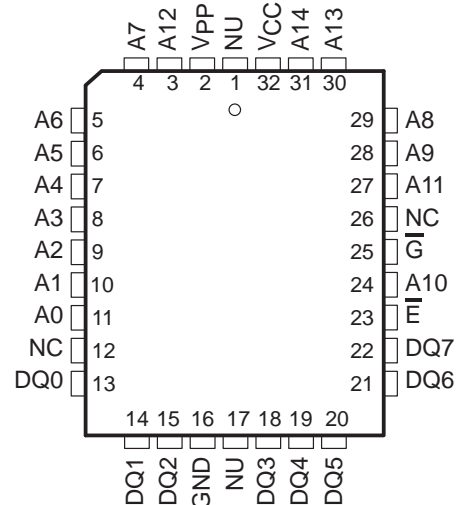 A7 A12 VPP NU VCC A14 A13
4 3 2 1 32 31 30
A6 5 29 A8
A5 6 28 A9
A4 7 27 A11
A3 8 26 NC
A2 9 25 G̅
A1 10 24 A10
A0 11 23 E̅
NC 12 22 DQ7
DQ0 13 21 DQ6
14 15 16 17 18 19 20
DQ1 DQ2 GND NU DQ3 DQ4 DQ5